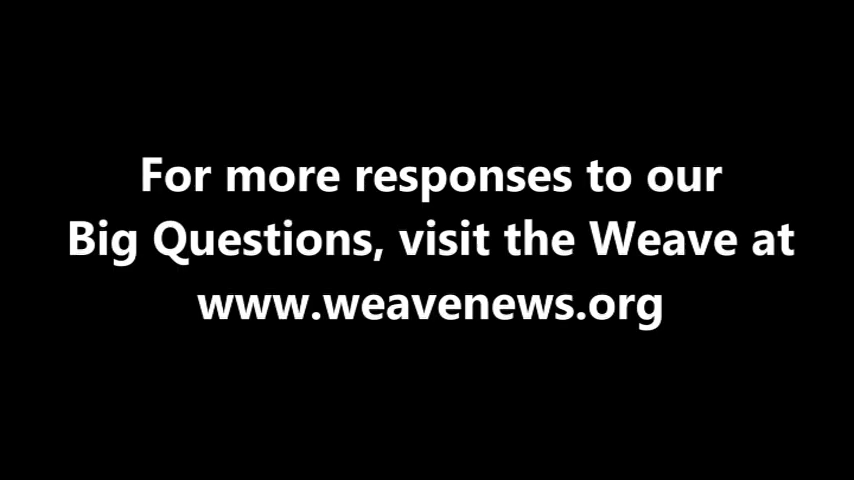 For more responses to our
Big Questions, visit the Weave at
www.weavenews.org